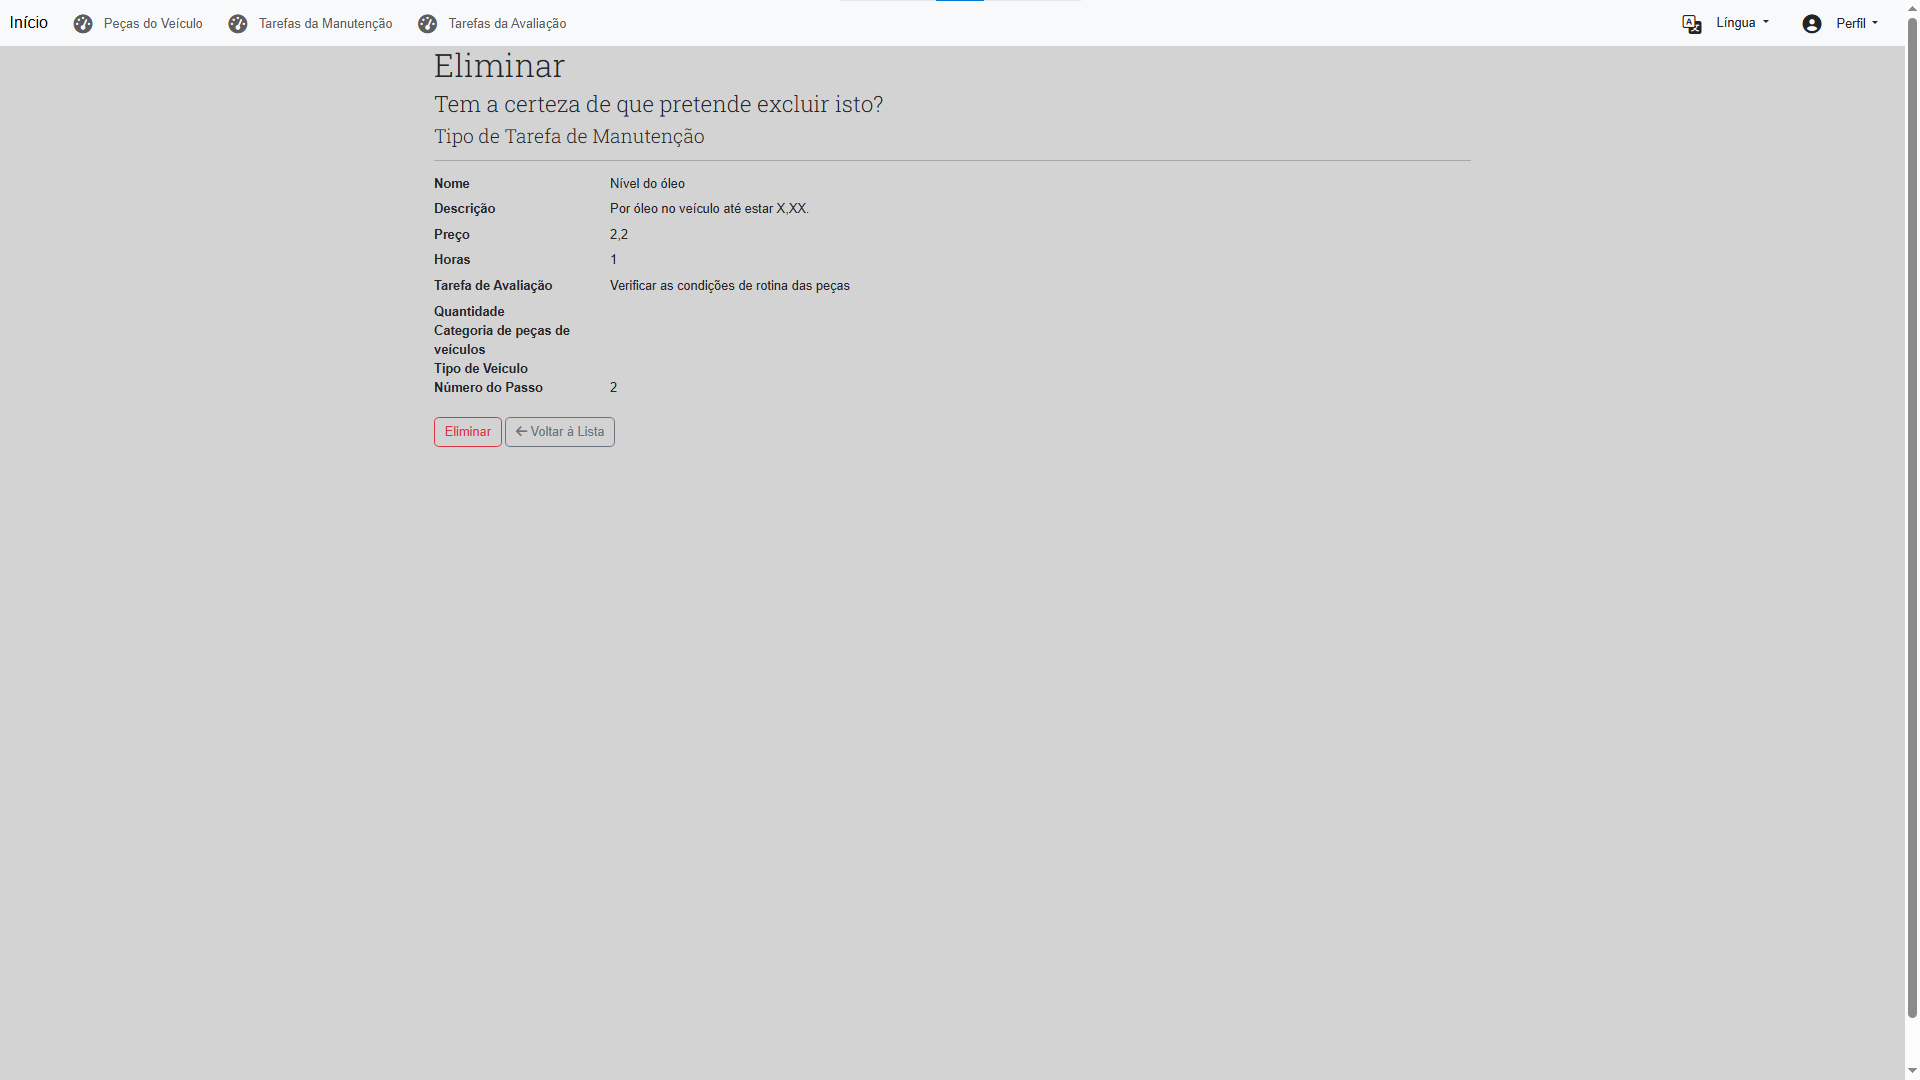 Início Peças do Veículo Tarefas da Manutenção Tarefas da Avaliação Língua Perfil
Eliminar
Tem a certeza de que pretende excluir isto?
Tipo de Tarefa de Manutenção
Nome Nível do óleo
Descrição Por óleo no veículo até estar X,XX.
Preço 2,2
Horas 1
Tarefa de Avaliação Verificar as condições de rotina das peças
Quantidade
Categoria de peças de
veículos
Tipo de Veículo
Número do Passo 2
Eliminar Voltar à Lista